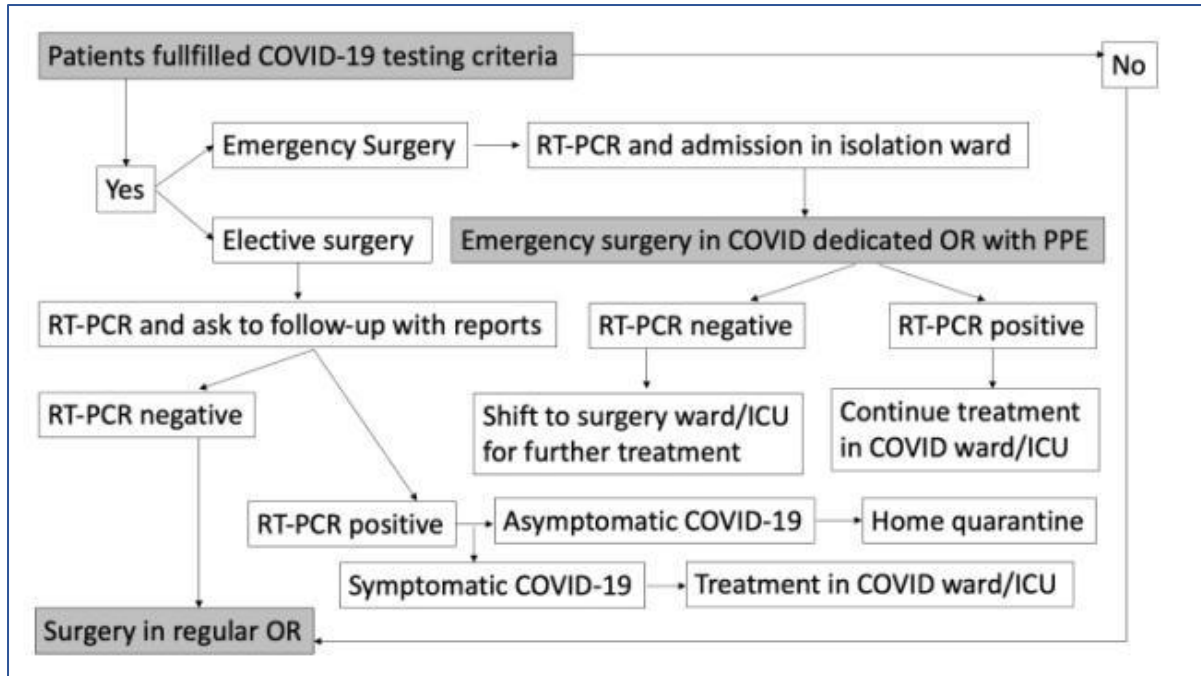 Patients fullfilled COVID-19 testing criteria
No
Emergency Surgery
RT-PCR and admission in isolation ward
Yes
Elective surgery
Emergency surgery in COVID dedicated OR with PPE
RT-PCR and ask to follow-up with reports
RT-PCR negative
RT-PCR positive
RT-PCR negative
Shift to surgery ward/ICU
for further treatment
Continue treatment
in COVID ward/ICU
RT-PCR positive
Asymptomatic COVID-19
Home quarantine
Symptomatic COVID-19
Treatment in COVID ward/ICU
Surgery in regular OR